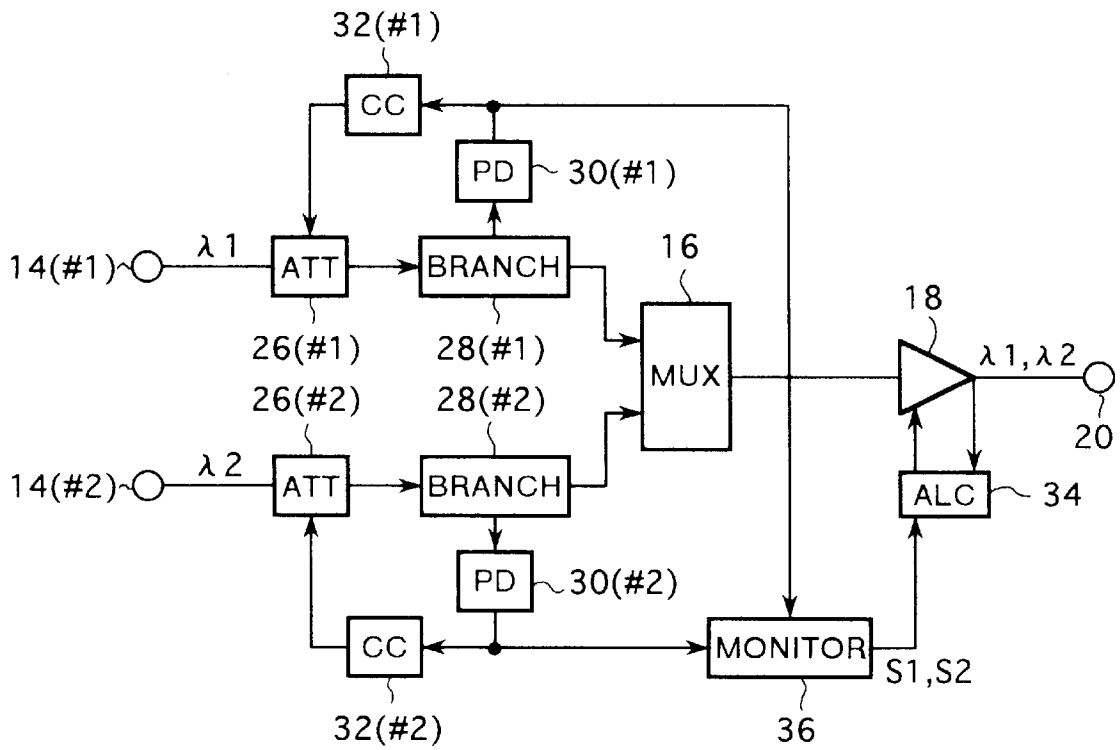 32(#1)
CC
PD
30(#1)
14(#1)
λ1
ATT
BRANCH
16
18
26(#1)
28(#1)
MUX
λ1,λ2
26(#2)
28(#2)
20
14(#2)
λ2
ATT
BRANCH
ALC
34
PD
30(#2)
CC
MONITOR
S1,S2
32(#2)
36